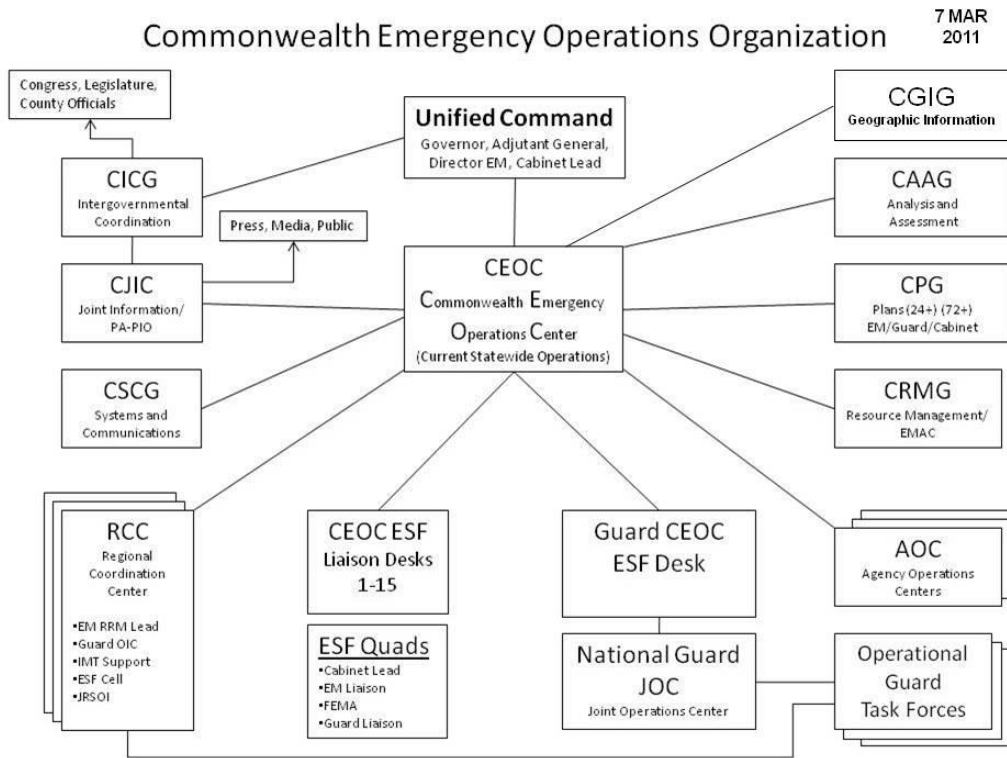 Commonwealth Emergency Operations Organization
7 MAR
2011
Congress, Legislature,
County Officials
Unified Command
Governor, Adjutant General,
Director EM, Cabinet Lead
CGIG
Geographic Information
CICG
Intergovernmental
Coordination
Press, Media, Public
CAAG
Analysis and
Assessment
CJIC
Joint Information/
PA-PIO
CEOC
Commonwealth Emergency
Operations Center
(Current Statewide Operations)
CPG
Plans (24+) (72+)
EM/Guard/Cabinet
CSCG
Systems and
Communications
CRMG
Resource Management/
EMAC
RCC
Regional
Coordination
Center
•EM RRM Lead
•Guard OIC
•IMT Support
•ESF Cell
•JRSOI
CEOC ESF
Liaison Desks
1-15
ESF Quads
•Cabinet Lead
•EM Liaison
•FEMA
•Guard Liaison
Guard CEOC
ESF Desk
National Guard
JOC
Joint Operations Center
AOC
Agency Operations
Centers
Operational
Guard
Task Forces